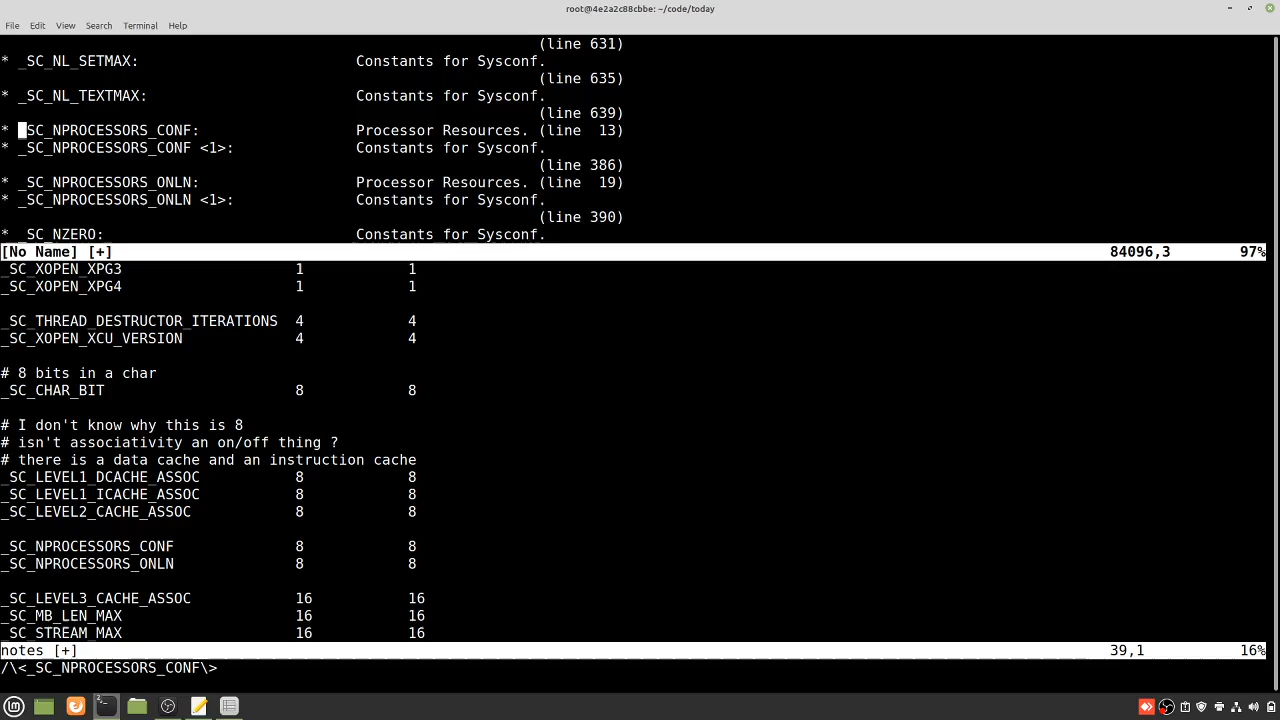 root@4e2a2c88cbbe: ~/code/today
File Edit View Search Terminal Help
(line 631)
* _SC_NL_SETMAX: Constants for Sysconf.
(line 635)
* _SC_NL_TEXTMAX: Constants for Sysconf.
(line 639)
* _SC_NPROCESSORS_CONF: Processor Resources. (line  13)
* _SC_NPROCESSORS_CONF <1>: Constants for Sysconf.
(line 386)
* _SC_NPROCESSORS_ONLN: Processor Resources. (line  19)
* _SC_NPROCESSORS_ONLN <1>: Constants for Sysconf.
(line 390)
* _SC_NZERO: Constants for Sysconf.
[No Name] [+] 84096,3 97%
_SC_XOPEN_XPG3 1 1
_SC_XOPEN_XPG4 1 1
_SC_THREAD_DESTRUCTOR_ITERATIONS 4 4
_SC_XOPEN_XCU_VERSION 4 4
# 8 bits in a char
_SC_CHAR_BIT 8 8
# I don't know why this is 8
# isn't associativity an on/off thing ?
# there is a data cache and an instruction cache
_SC_LEVEL1_DCACHE_ASSOC 8 8
_SC_LEVEL1_ICACHE_ASSOC 8 8
_SC_LEVEL2_CACHE_ASSOC 8 8
_SC_NPROCESSORS_CONF 8 8
_SC_NPROCESSORS_ONLN 8 8
_SC_LEVEL3_CACHE_ASSOC 16 16
_SC_MB_LEN_MAX 16 16
_SC_STREAM_MAX 16 16
notes [+] 39,1 16%
/\<_SC_NPROCESSORS_CONF\>